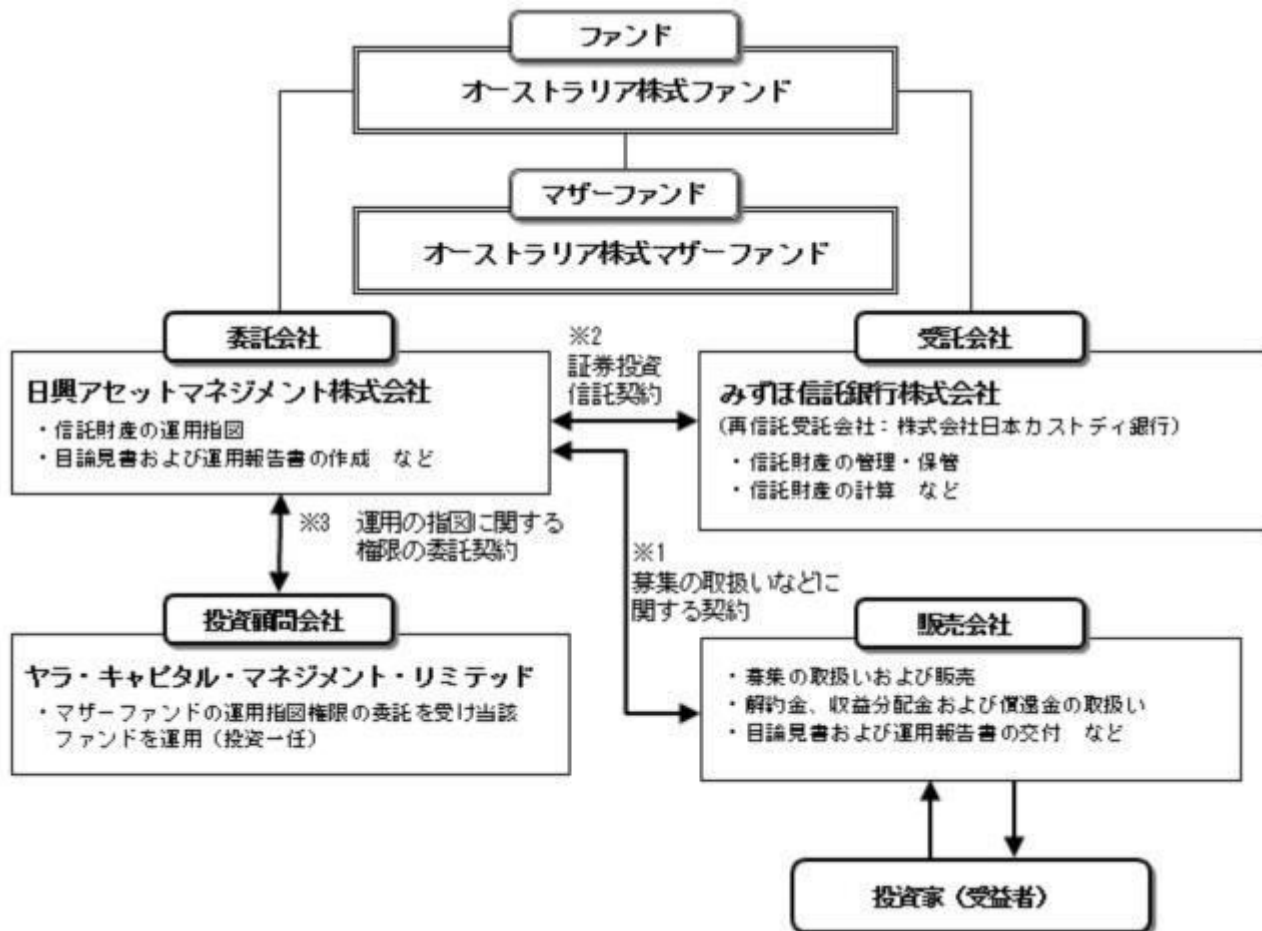 ファンド
オーストラリア株式ファンド
マザーファンド
オーストラリア株式マザーファンド
委託会社
日興アセットマネジメント株式会社
・信託財産の運用指図
・目論見書および運用報告書の作成 など
※2
証券投資
信託契約
受託会社
みずほ信託銀行株式会社
(再信託受託会社：株式会社日本カストディ銀行)
・信託財産の管理・保管
・信託財産の計算 など
※3 運用の指図に関する
権限の委託契約
※1
募集の取扱いなどに
関する契約
投資顧問会社
ヤラ・キャピタル・マネジメント・リミテッド
・マザーファンドの運用指図権限の委託を受け当該
ファンドを運用（投資一任）
販売会社
・募集の取扱いおよび販売
・解約金、収益分配金および償還金の取扱い
・目論見書および運用報告書の交付 など
投資家（受益者）